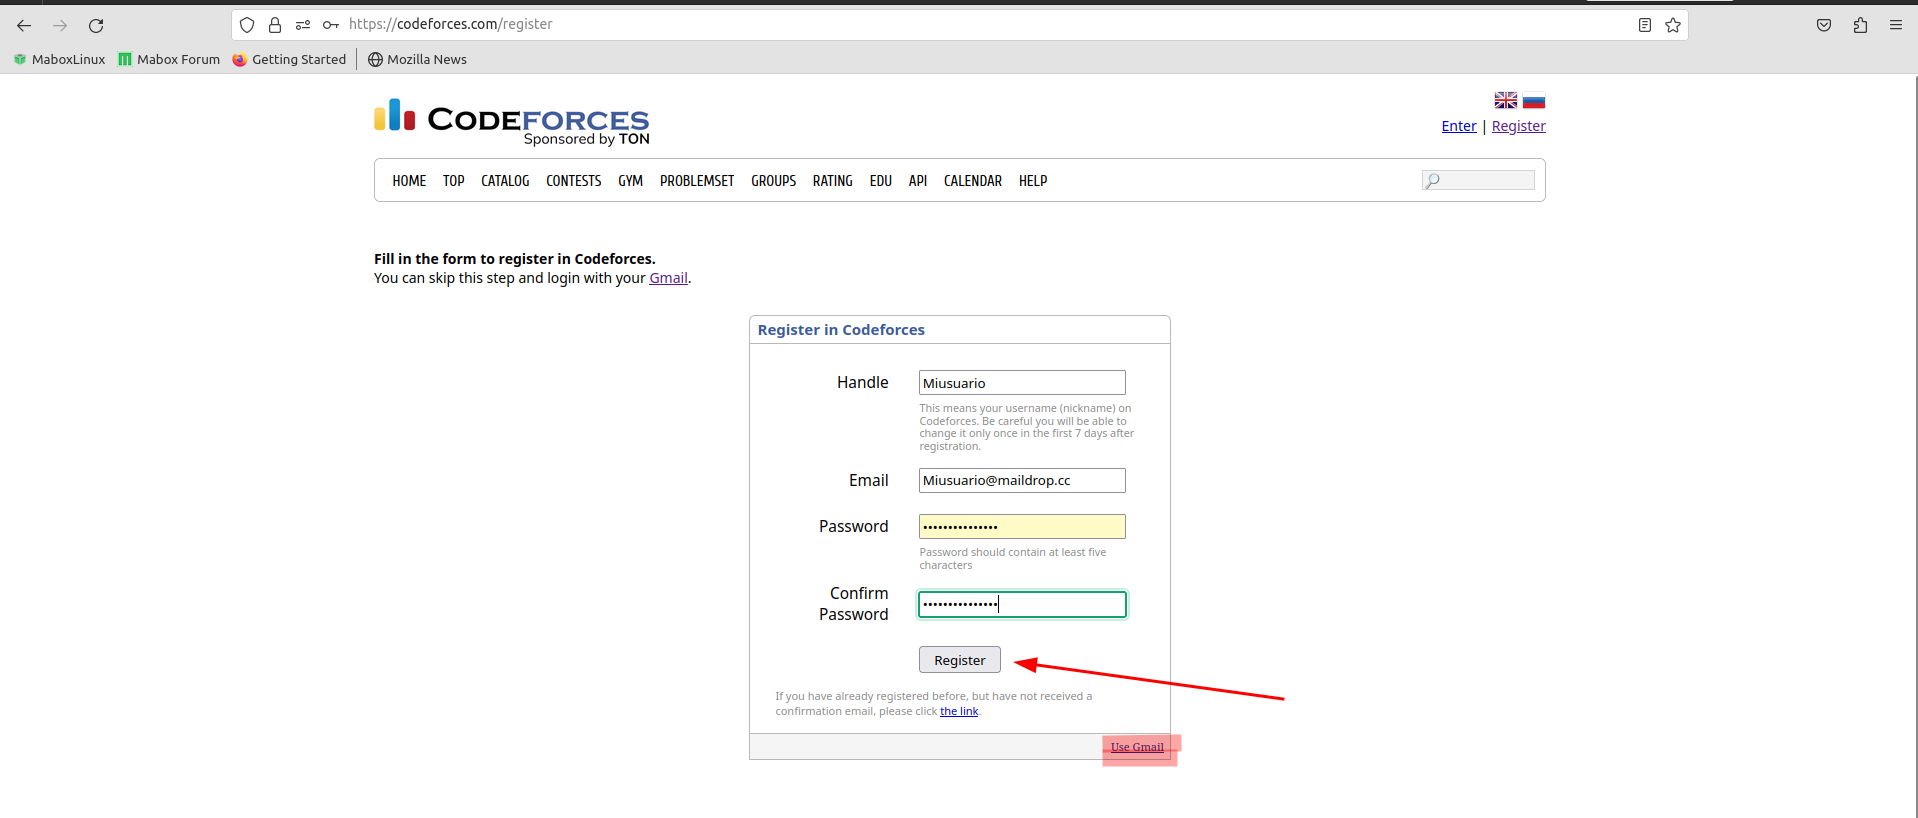 https://codeforces.com/register
MaboxLinux Mabox Forum Getting Started Mozilla News
CODEFORCES
Sponsored by TON
Enter | Register
HOME TOP CATALOG CONTESTS GYM PROBLEMSET GROUPS RATING EDU API CALENDAR HELP
Fill in the form to register in Codeforces.
You can skip this step and login with your Gmail.
Register in Codeforces
Handle Miusuario
This means your username (nickname) on
Codeforces. Be careful you will be able to
change it only once in the first 7 days after
registration.
Email Miusuario@maildrop.cc
Password •••••••••••••••
Password should contain at least five
characters
Confirm
Password •••••••••••••••
Register
If you have already registered before, but have not received a
confirmation email, please click the link.
Use Gmail